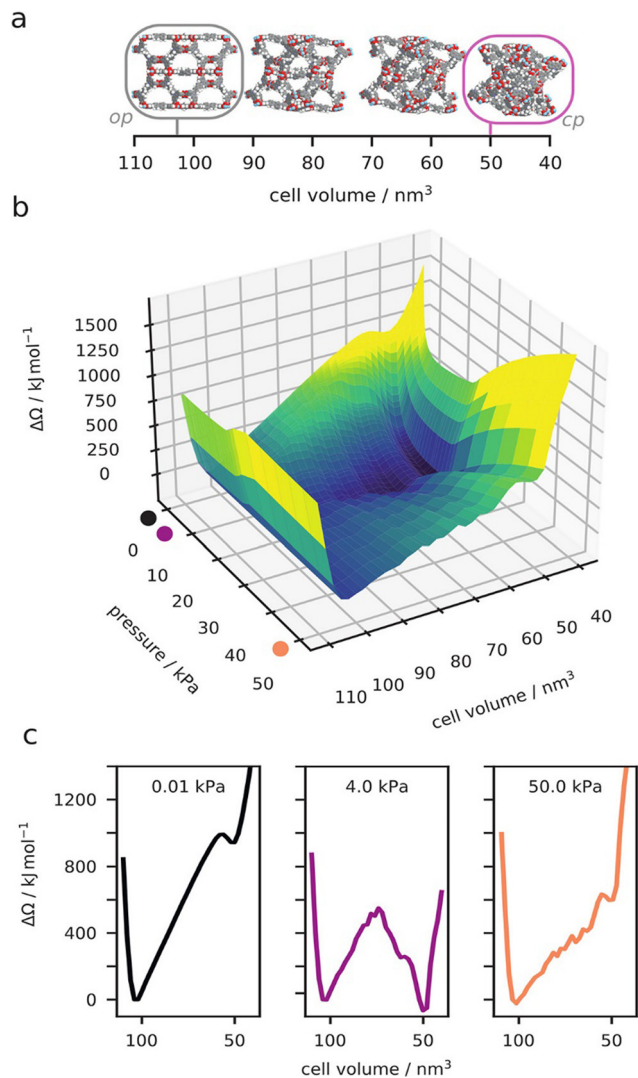 a
op
cp
110 100 90 80 70 60 50 40
cell volume / nm³
b
ΔΩ / kJ mol⁻¹
1500
1250
1000
750
500
250
0
0
10
20
30
40
50
pressure / kPa
110 100 90 80 70 60 50 40
cell volume / nm³
c
0.01 kPa 4.0 kPa 50.0 kPa
ΔΩ / kJ mol⁻¹
1200
800
400
0
100 50 100 50 100 50
cell volume / nm³